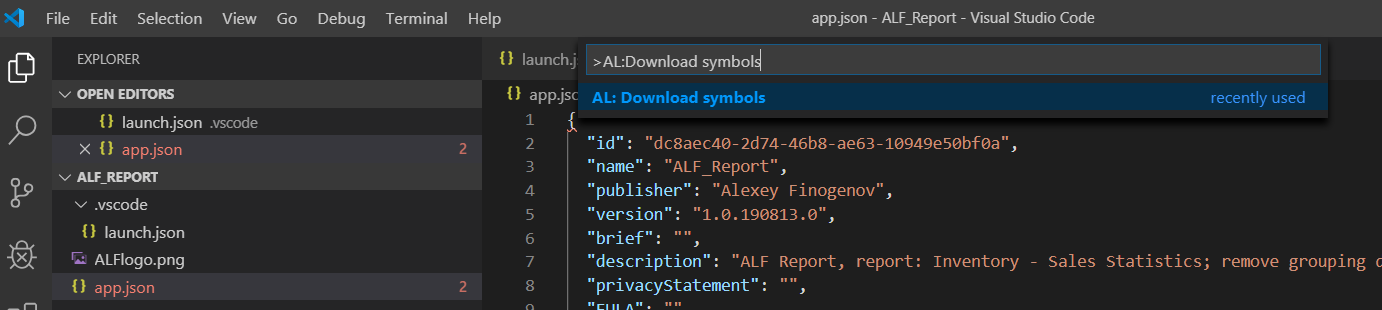 File Edit Selection View Go Debug Terminal Help app.json - ALF_Report - Visual Studio Code
EXPLORER
OPEN EDITORS
{} launch.json .vscode
{} app.json 2
ALF_REPORT
.vscode
{} launch.json
ALFlogo.png
{} app.json 2
{} launch.j
>AL:Download symbols
AL: Download symbols recently used
{} app.jsc
1 {
2 "id": "dc8aec40-2d74-46b8-ae63-10949e50bf0a",
3 "name": "ALF_Report",
4 "publisher": "Alexey Finogenov",
5 "version": "1.0.190813.0",
6 "brief": "",
7 "description": "ALF Report, report: Inventory - Sales Statistics; remove grouping
8 "privacyStatement": "",
9 "EULA": ""